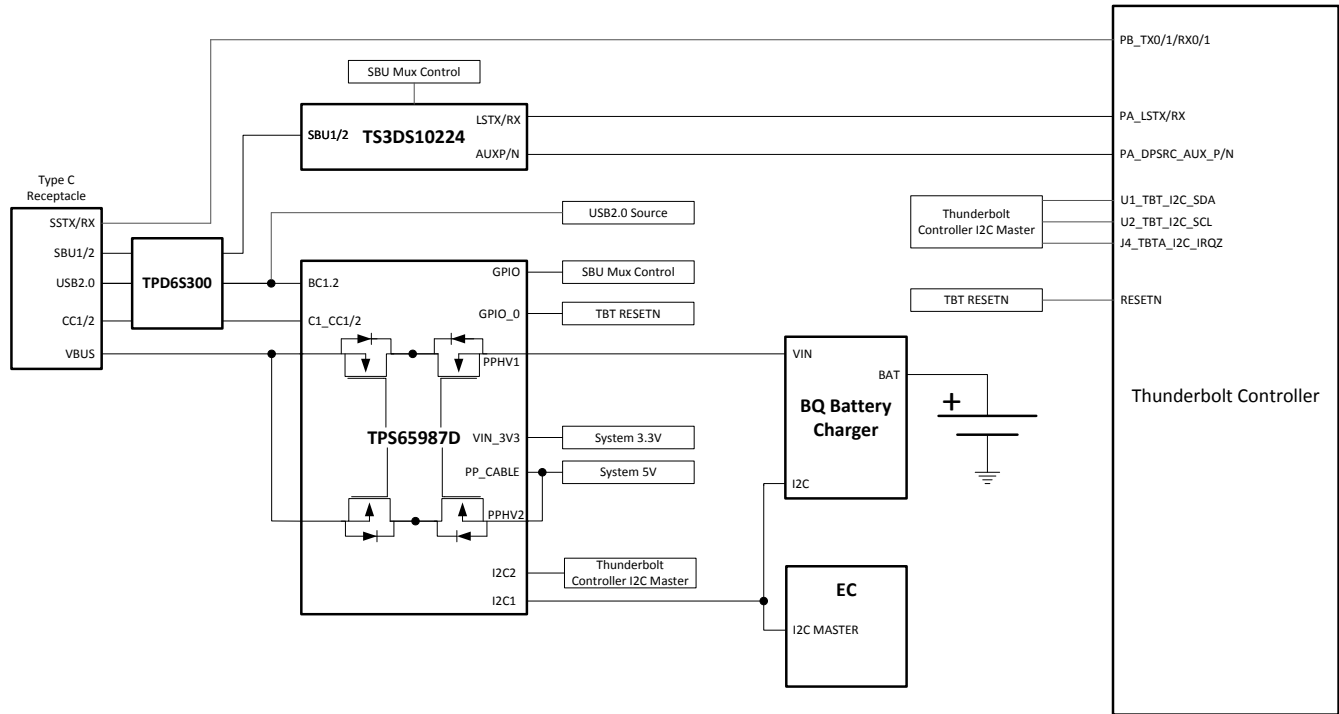 PB_TX0/1/RX0/1
SBU Mux Control
LSTX/RX
SBU1/2
TS3DS10224
AUXP/N
PA_LSTX/RX
PA_DPSRC_AUX_P/N
Type C
Receptacle
SSTX/RX
SBU1/2
USB2.0
CC1/2
VBUS
TPD6S300
USB2.0 Source
Thunderbolt
Controller I2C Master
U1_TBT_I2C_SDA
U2_TBT_I2C_SCL
J4_TBTA_I2C_IRQZ
TBT RESETN
RESETN
BC1.2
C1_CC1/2
GPIO
SBU Mux Control
GPIO_0
TBT RESETN
PPHV1
TPS65987D
VIN_3V3
System 3.3V
PP_CABLE
System 5V
PPHV2
I2C2
Thunderbolt
Controller I2C Master
I2C1
VIN
BAT
BQ Battery
Charger
I2C
+
EC
I2C MASTER
Thunderbolt Controller